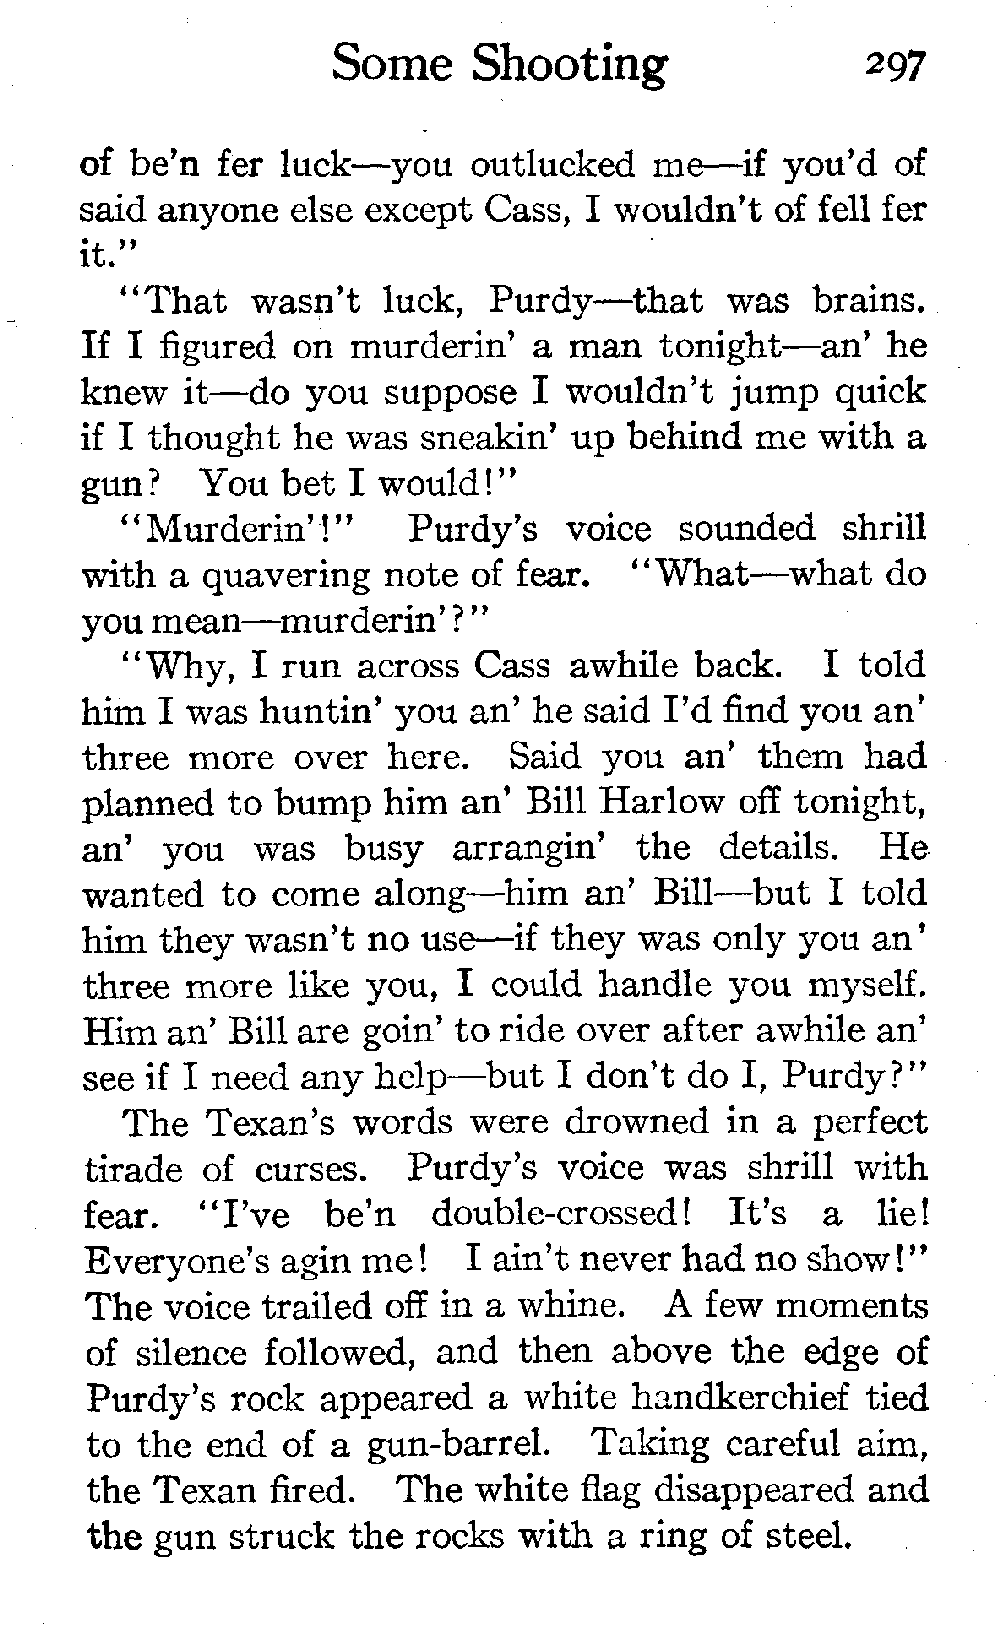 Some Shooting 297
of be'n fer luck—you outlucked me—if you'd of
said anyone else except Cass, I wouldn't of fell fer
it."
"That wasn't luck, Purdy—that was brains.
If I figured on murderin' a man tonight—an' he
knew it—do you suppose I wouldn't jump quick
if I thought he was sneakin' up behind me with a
gun? You bet I would!"
"Murderin'!" Purdy's voice sounded shrill
with a quavering note of fear. "What—what do
you mean—murderin'?"
"Why, I run across Cass awhile back. I told
him I was huntin' you an' he said I'd find you an'
three more over here. Said you an' them had
planned to bump him an' Bill Harlow off tonight,
an' you was busy arrangin' the details. He
wanted to come along—him an' Bill—but I told
him they wasn't no use—if they was only you an'
three more like you, I could handle you myself.
Him an' Bill are goin' to ride over after awhile an'
see if I need any help—but I don't do I, Purdy?"
The Texan's words were drowned in a perfect
tirade of curses. Purdy's voice was shrill with
fear. "I've be'n double-crossed! It's a lie!
Everyone's agin me! I ain't never had no show!"
The voice trailed off in a whine. A few moments
of silence followed, and then above the edge of
Purdy's rock appeared a white handkerchief tied
to the end of a gun-barrel. Taking careful aim,
the Texan fired. The white flag disappeared and
the gun struck the rocks with a ring of steel.